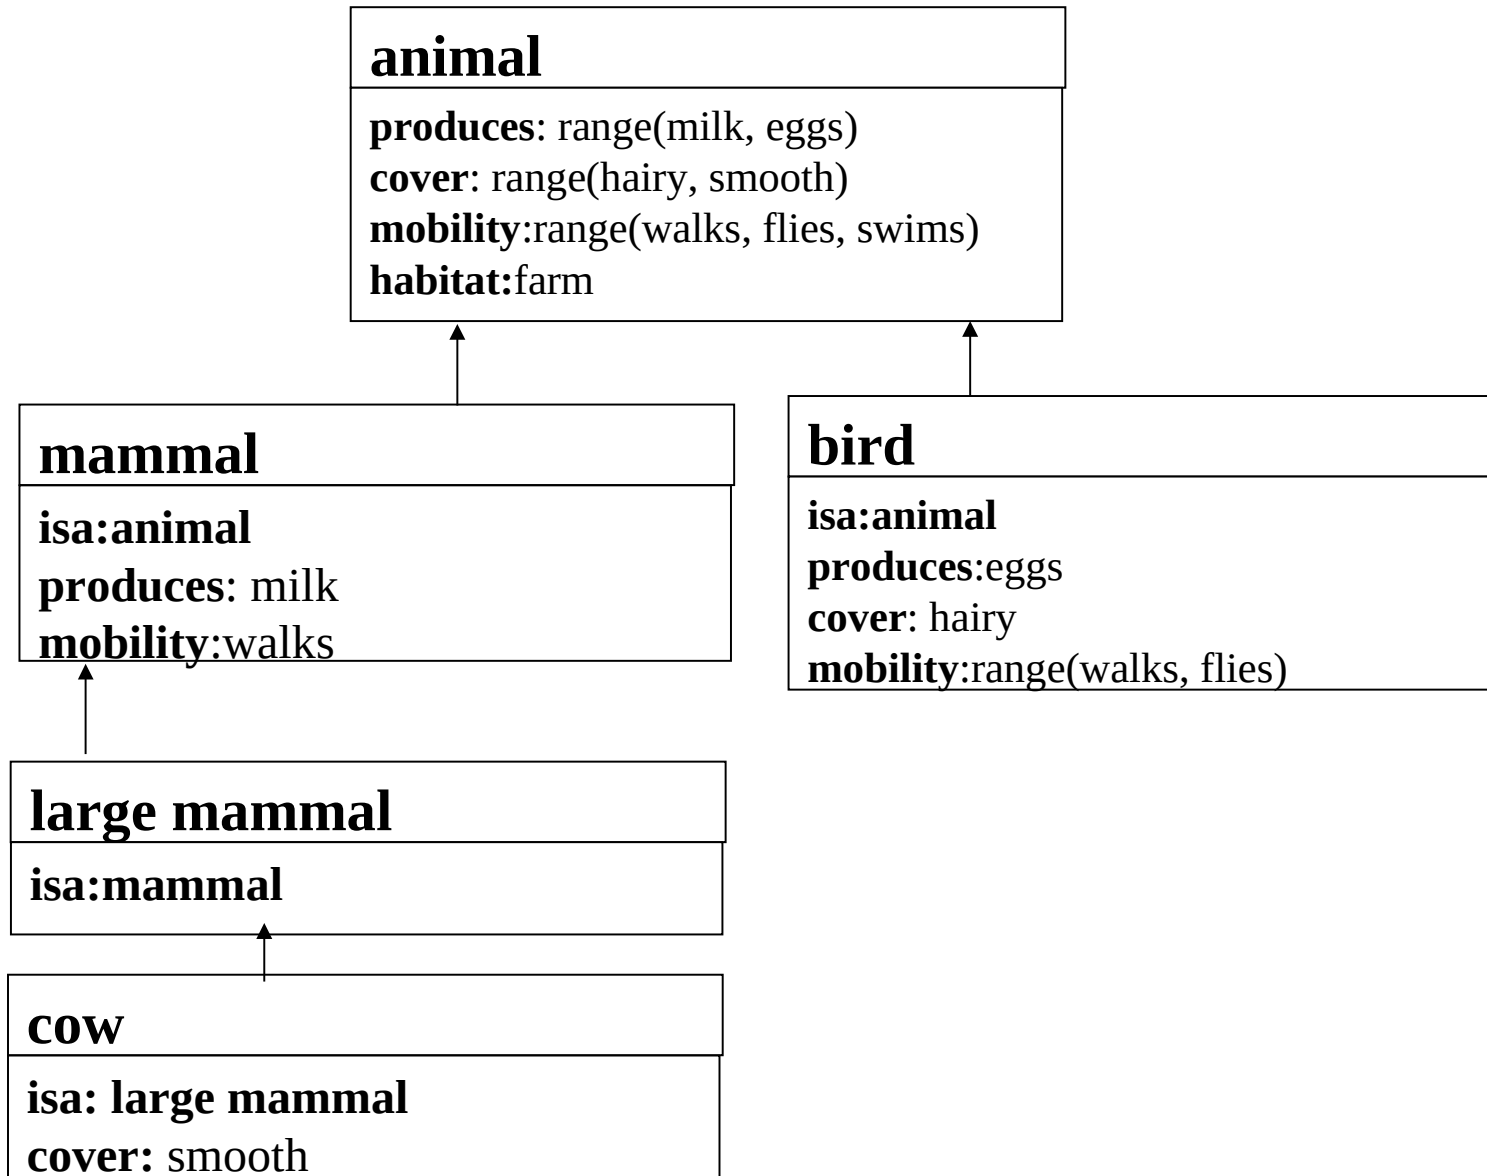 animal
produces: range(milk, eggs)
cover: range(hairy, smooth)
mobility:range(walks, flies, swims)
habitat:farm
mammal
isa:animal
produces: milk
mobility:walks
bird
isa:animal
produces:eggs
cover: hairy
mobility:range(walks, flies)
large mammal
isa:mammal
cow
isa: large mammal
cover: smooth